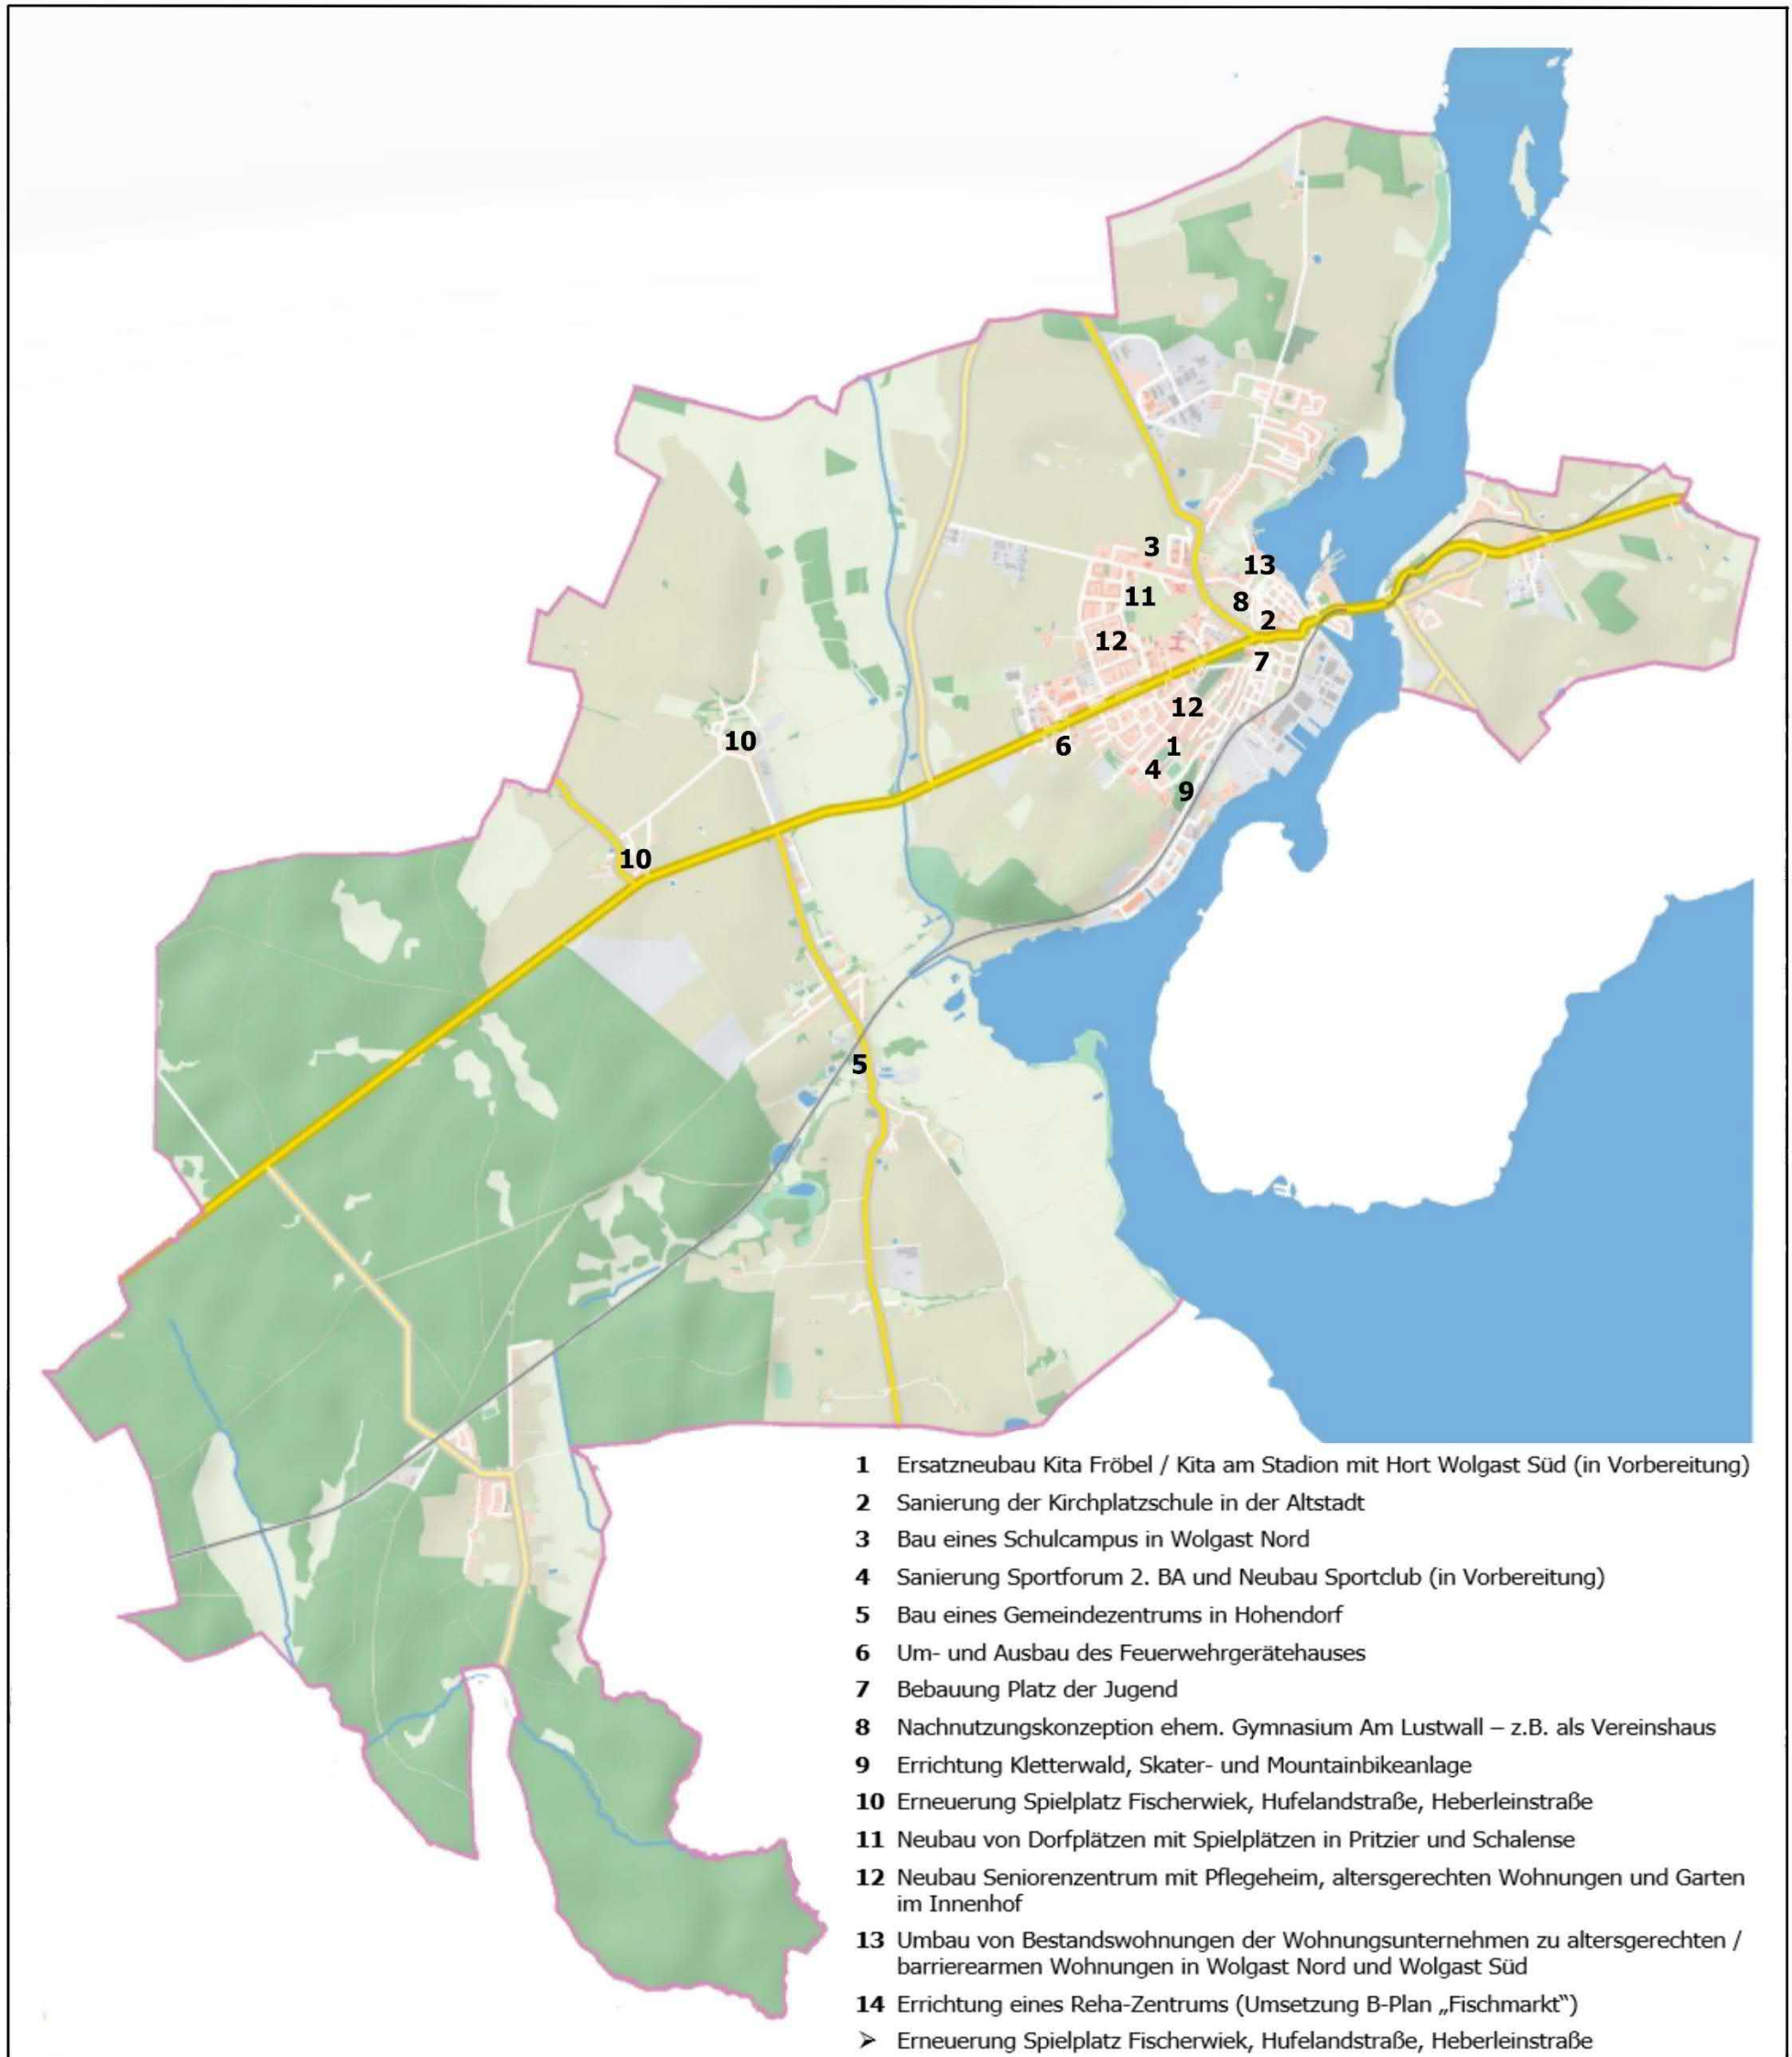 3
13
11
8
2
12
7
12
10
6
1
4
9
10
5
1 Ersatzneubau Kita Fröbel / Kita am Stadion mit Hort Wolgast Süd (in Vorbereitung)
2 Sanierung der Kirchplatzschule in der Altstadt
3 Bau eines Schulcampus in Wolgast Nord
4 Sanierung Sportforum 2. BA und Neubau Sportclub (in Vorbereitung)
5 Bau eines Gemeindezentrums in Hohendorf
6 Um- und Ausbau des Feuerwehrgerätehauses
7 Bebauung Platz der Jugend
8 Nachnutzungskonzeption ehem. Gymnasium Am Lustwall – z.B. als Vereinshaus
9 Errichtung Kletterwald, Skater- und Mountainbikeanlage
10 Erneuerung Spielplatz Fischerwiek, Hufelandstraße, Heberleinstraße
11 Neubau von Dorfplätzen mit Spielplätzen in Pritzier und Schalense
12 Neubau Seniorenzentrum mit Pflegeheim, altersgerechten Wohnungen und Garten
im Innenhof
13 Umbau von Bestandswohnungen der Wohnungsunternehmen zu altersgerechten /
barrierearmen Wohnungen in Wolgast Nord und Wolgast Süd
14 Errichtung eines Reha-Zentrums (Umsetzung B-Plan „Fischmarkt“)
➢ Erneuerung Spielplatz Fischerwiek, Hufelandstraße, Heberleinstraße